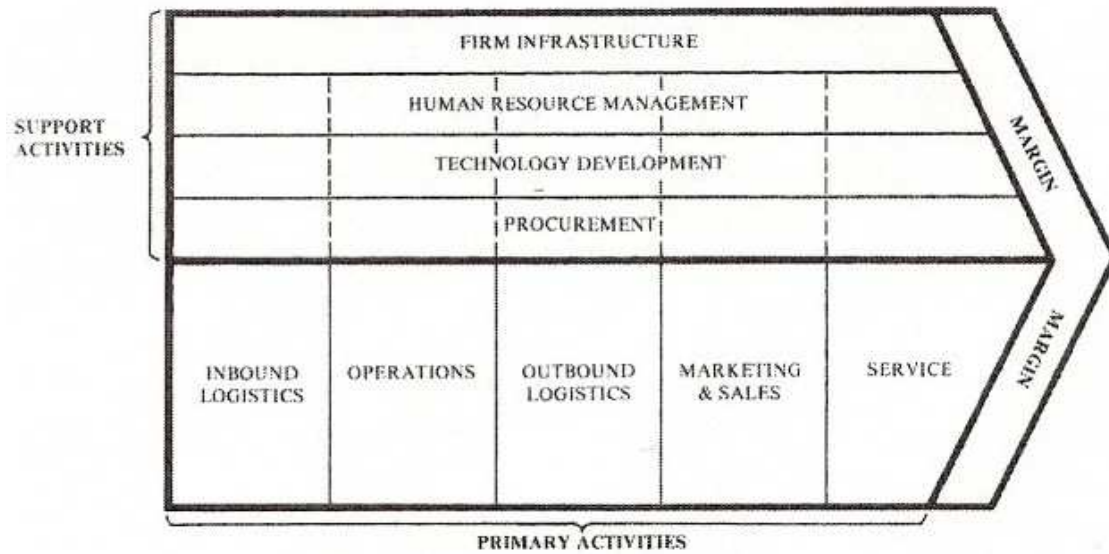 FIRM INFRASTRUCTURE
HUMAN RESOURCE MANAGEMENT
SUPPORT
ACTIVITIES
TECHNOLOGY DEVELOPMENT
PROCUREMENT
MARGIN
MARGIN
INBOUND
LOGISTICS
OPERATIONS
OUTBOUND
LOGISTICS
MARKETING
& SALES
SERVICE
PRIMARY ACTIVITIES